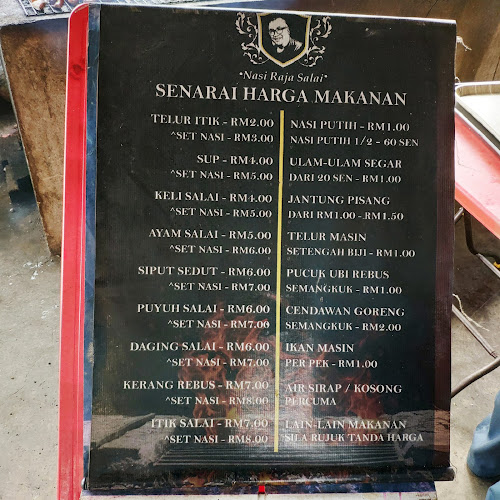 "Nasi Raja Salai"
SENARAI HARGA MAKANAN
TELUR ITIK - RM2.00
^SET NASI - RM3.00
SUP - RM4.00
^SET NASI - RM5.00
KELI SALAI - RM4.00
^SET NASI - RM5.00
AYAM SALAI - RM5.00
^SET NASI - RM6.00
SIPUT SEDUT - RM6.00
^SET NASI - RM7.00
PUYUH SALAI - RM6.00
^SET NASI - RM7.00
DAGING SALAI - RM6.00
^SET NASI - RM7.00
KERANG REBUS - RM7.00
^SET NASI - RM8.00
ITIK SALAI - RM7.00
^SET NASI - RM8.00
NASI PUTIH - RM1.00
NASI PUTIH 1/2 - 60 SEN
ULAM-ULAM SEGAR
DARI 20 SEN - RM1.00
JANTUNG PISANG
DARI RM1.00 - RM1.50
TELUR MASIN
SETENGAH BIJI - RM1.00
PUCUK UBI REBUS
SEMANGKUK - RM1.00
CENDAWAN GORENG
SEMANGKUK - RM2.00
IKAN MASIN
PER PEK - RM1.00
AIR SIRAP / KOSONG
PERCUMA
LAIN-LAIN MAKANAN
SILA RUJUK TANDA HARGA